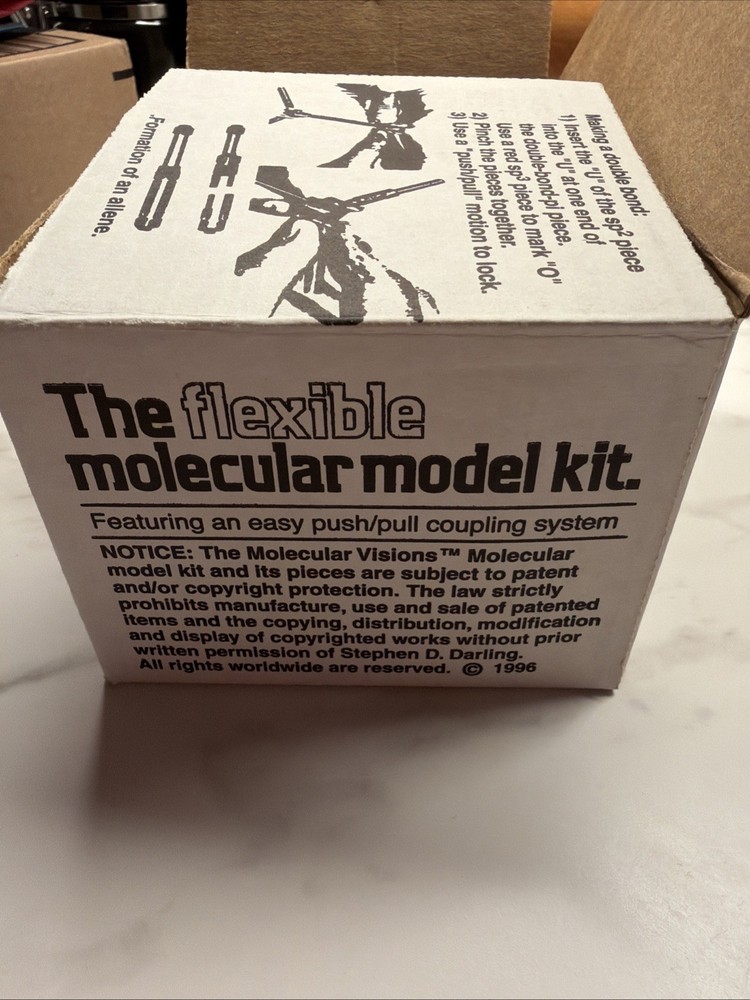 Making a double bond:
1) Insert the "U" of the sp² piece
into the "U" at one end of
the double-bond-pi piece.
Use a red sp³ piece to mark "O"
2) Pinch the pieces together.
3) Use a "push/pull" motion to lock.
Formation of an allene.
The flexible
molecular model kit.
Featuring an easy push/pull coupling system
NOTICE: The Molecular Visions™ Molecular
model kit and its pieces are subject to patent
and/or copyright protection. The law strictly
prohibits manufacture, use and sale of patented
items and the copying, distribution, modification
and display of copyrighted works without prior
written permission of Stephen D. Darling.
All rights worldwide are reserved. © 1996